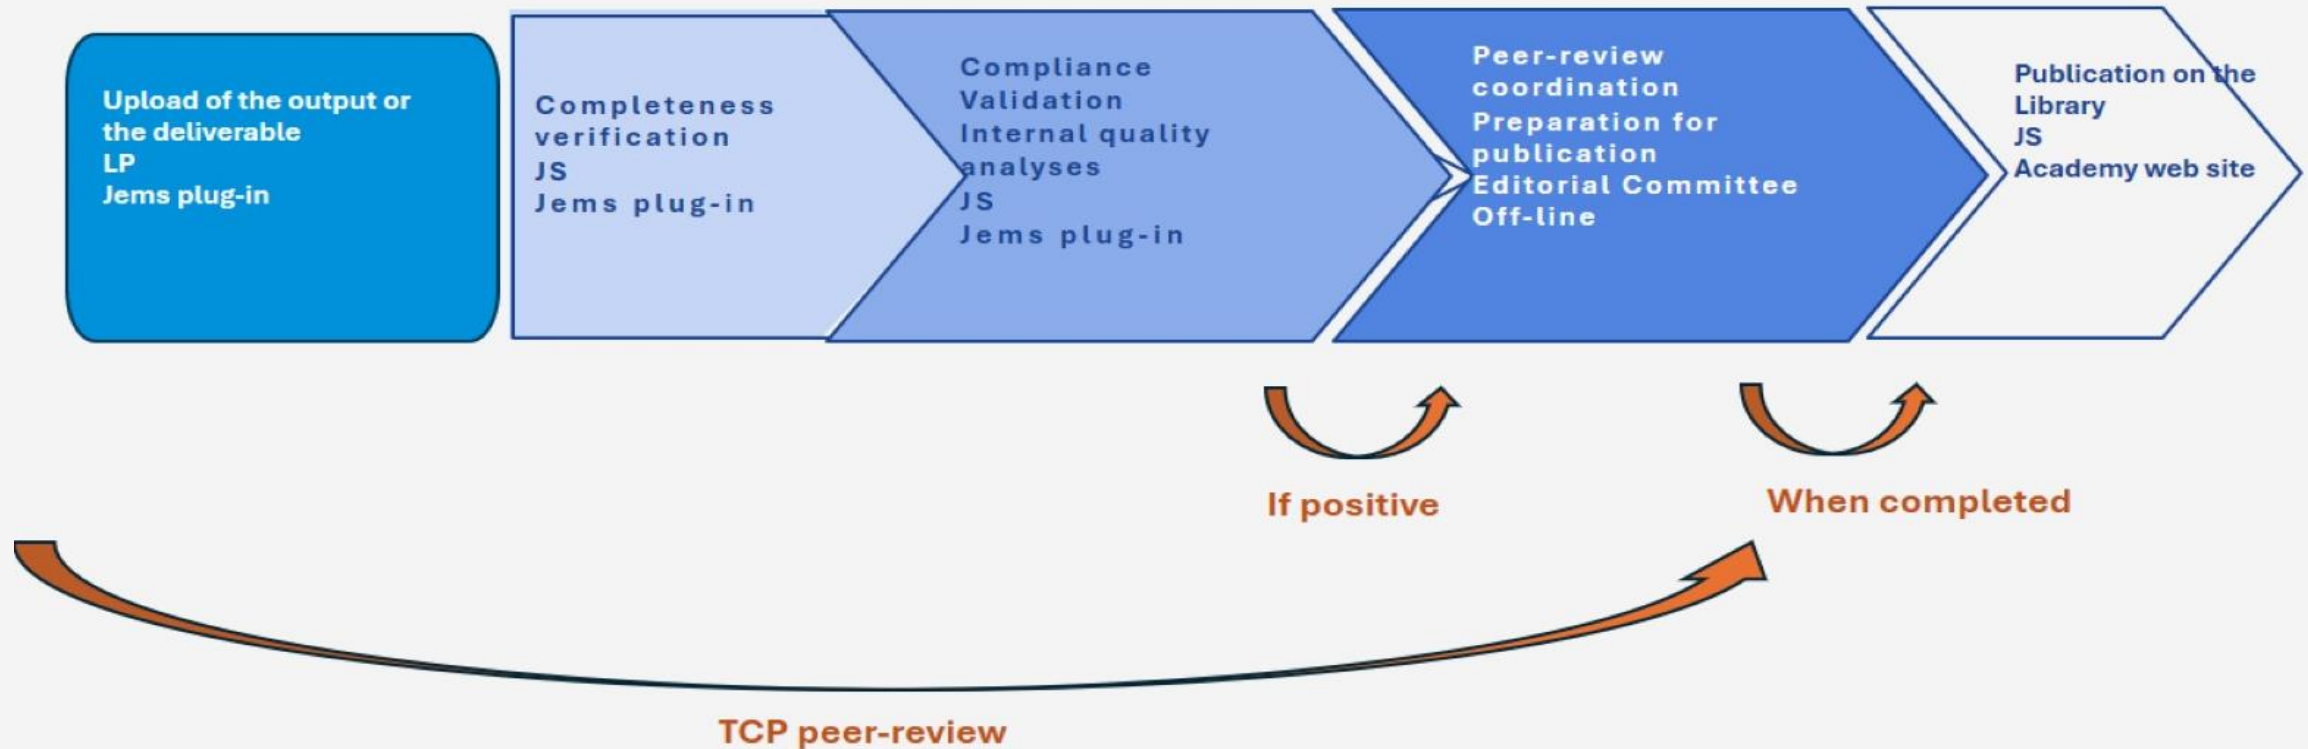 Upload of the output or
the deliverable
LP
Jems plug-in
Completeness
verification
JS
Jems plug-in
Compliance
Validation
Internal quality
analyses
JS
Jems plug-in
Peer-review
coordination
Preparation for
publication
Editorial Committee
Off-line
Publication on the
Library
JS
Academy web site
If positive
When completed
TCP peer-review